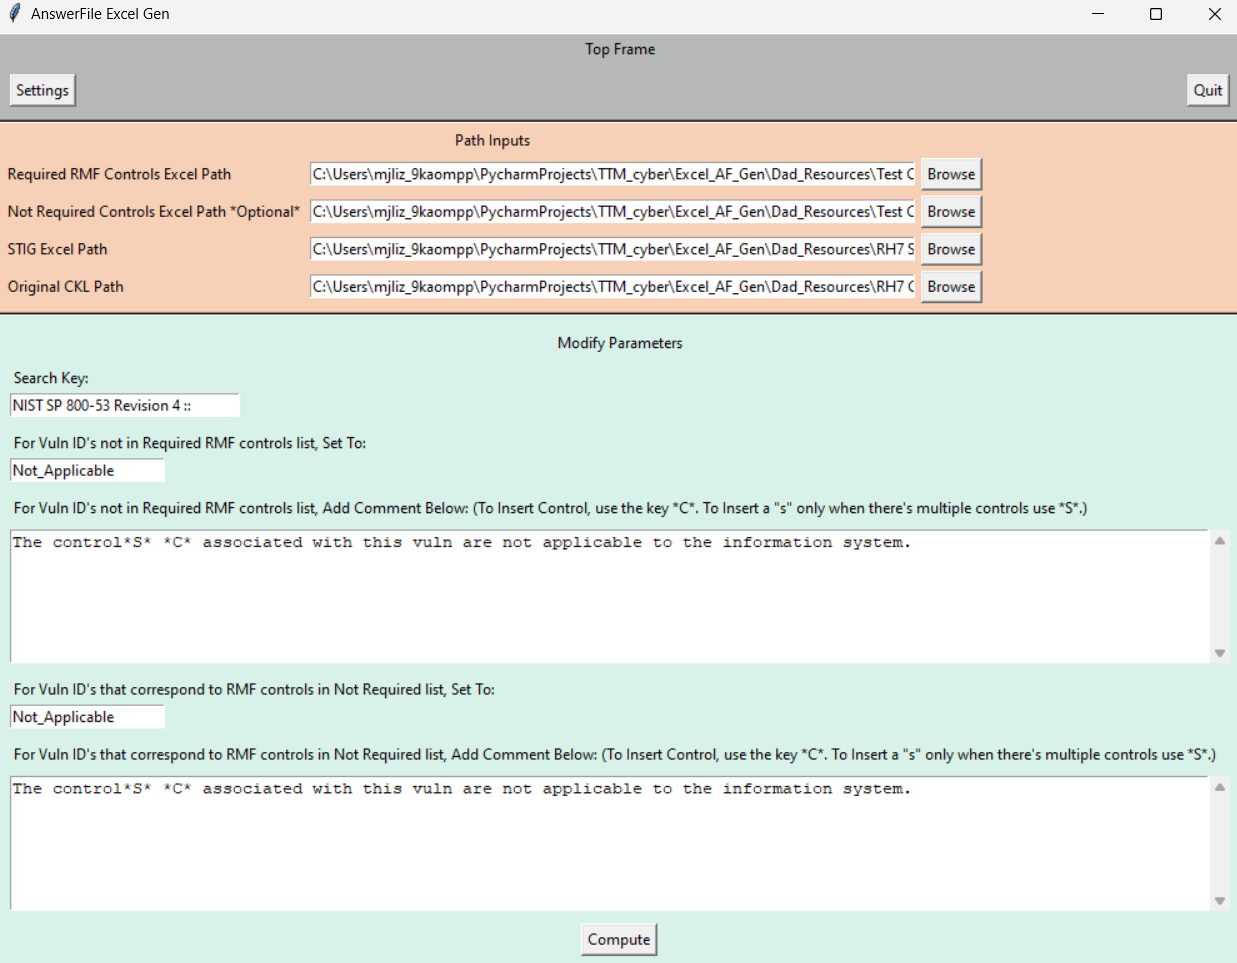 AnswerFile Excel Gen
Top Frame
Settings
Quit
Path Inputs
Required RMF Controls Excel Path C:\Users\mjliz_9kaompp\PycharmProjects\TTM_cyber\Excel_AF_Gen\Dad_Resources\Test C Browse
Not Required Controls Excel Path *Optional* C:\Users\mjliz_9kaompp\PycharmProjects\TTM_cyber\Excel_AF_Gen\Dad_Resources\Test C Browse
STIG Excel Path C:\Users\mjliz_9kaompp\PycharmProjects\TTM_cyber\Excel_AF_Gen\Dad_Resources\RH7 S Browse
Original CKL Path C:\Users\mjliz_9kaompp\PycharmProjects\TTM_cyber\Excel_AF_Gen\Dad_Resources\RH7 C Browse
Modify Parameters
Search Key:
NIST SP 800-53 Revision 4 ::
For Vuln ID's not in Required RMF controls list, Set To:
Not_Applicable
For Vuln ID's not in Required RMF controls list, Add Comment Below: (To Insert Control, use the key *C*. To Insert a "s" only when there's multiple controls use *S*.)
The control*S* *C* associated with this vuln are not applicable to the information system.
For Vuln ID's that correspond to RMF controls in Not Required list, Set To:
Not_Applicable
For Vuln ID's that correspond to RMF controls in Not Required list, Add Comment Below: (To Insert Control, use the key *C*. To Insert a "s" only when there's multiple controls use *S*.)
The control*S* *C* associated with this vuln are not applicable to the information system.
Compute